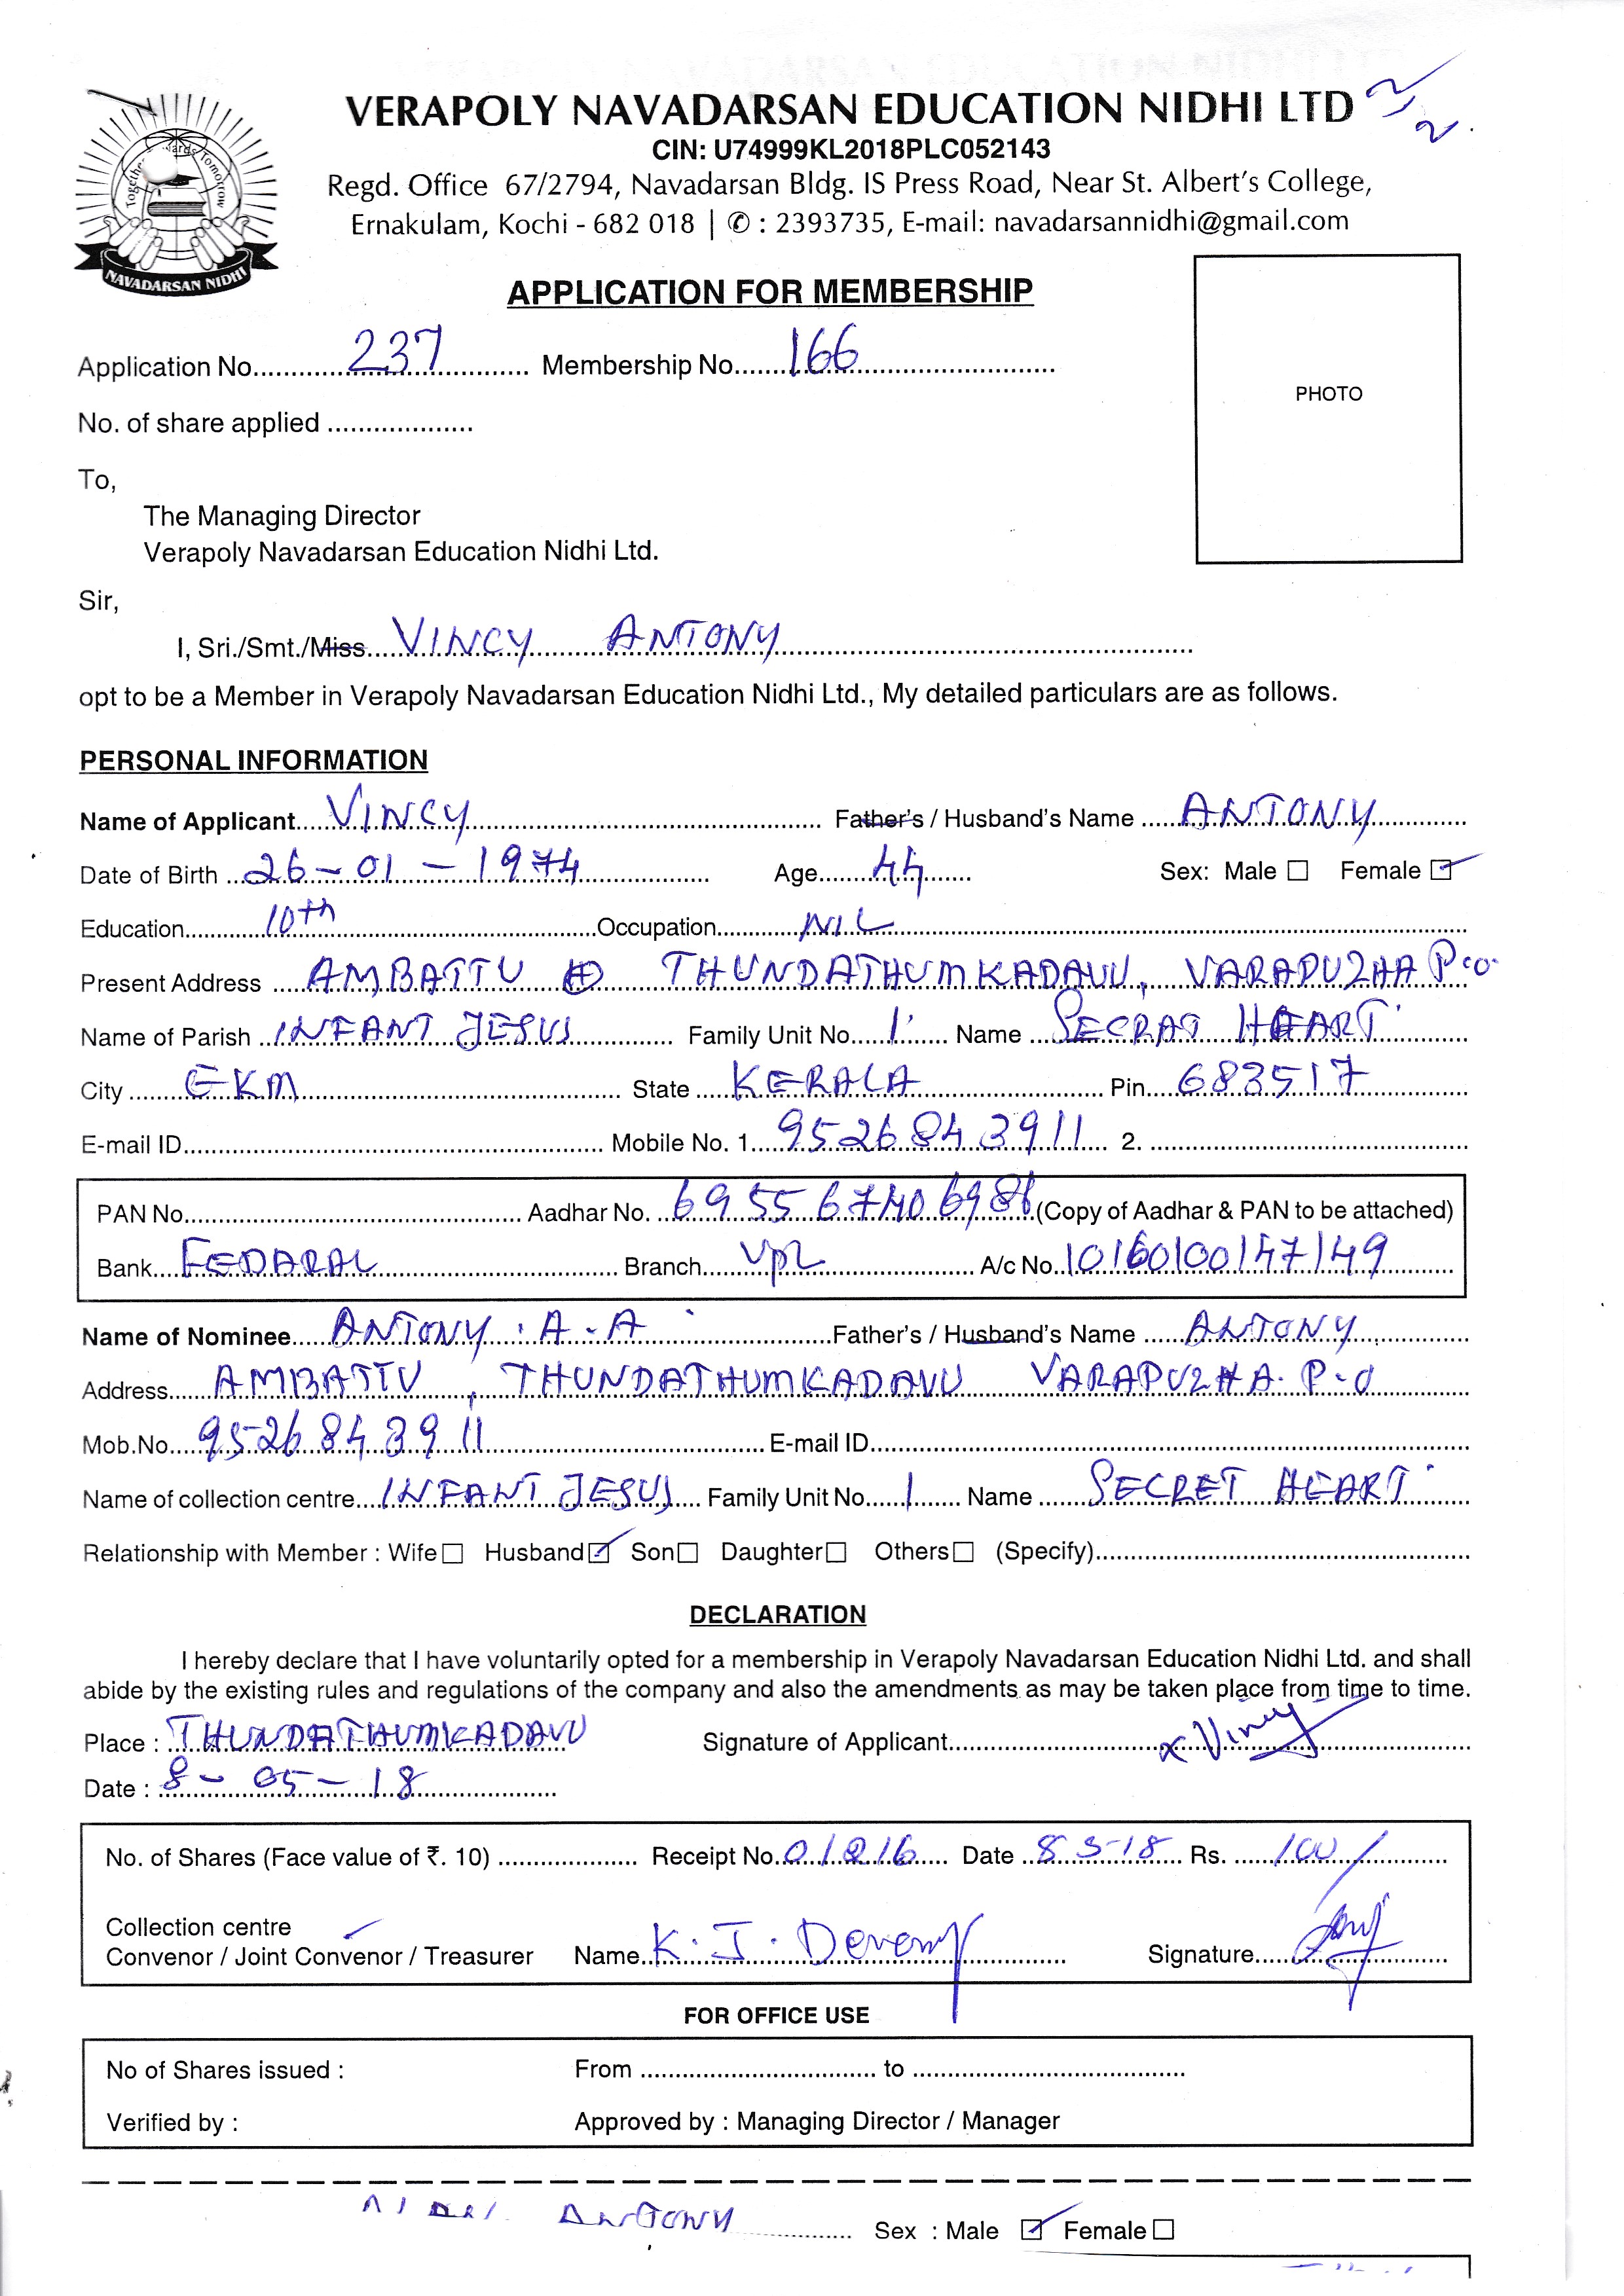 VERAPOLY NAVADARSAN EDUCATION NIDHI LTD
CIN: U74999KL2018PLC052143
Regd. Office 67/2794, Navadarsan Bldg. IS Press Road, Near St. Albert's College,
Ernakulam, Kochi - 682 018 | ✆ : 2393735, E-mail: navadarsannidhi@gmail.com
NAVADARSAN NIDHI
APPLICATION FOR MEMBERSHIP
PHOTO
Application No. 237 Membership No. 166
No. of share applied
To,
The Managing Director
Verapoly Navadarsan Education Nidhi Ltd.
Sir,
I, Sri./Smt./Miss VINCY ANTONY
opt to be a Member in Verapoly Navadarsan Education Nidhi Ltd., My detailed particulars are as follows.
PERSONAL INFORMATION
Name of Applicant VINCY Father's / Husband's Name ANTONY
Date of Birth 26-01-1974 Age 44 Sex: Male ☐ Female ☑
Education 10th Occupation NIL
Present Address AMBATTU THUNDATHUMKADAVU, VARAPUZHA P.O
Name of Parish INFANT JESUS Family Unit No. 1 Name SECRAT HEART
City EKM State KERALA Pin 683517
E-mail ID Mobile No. 1. 9526843911 2.
PAN No. Aadhar No. 6955 6740 6986 (Copy of Aadhar & PAN to be attached)
Bank FEDARAL Branch VPZ A/c No. 10160100147149
Name of Nominee ANTONY . A . A Father's / Husband's Name ANTONY
Address AMBATTU, THUNDATHUMKADAVU VARAPUZHA P.O
Mob.No. 9526843911 E-mail ID
Name of collection centre INFANT JESUS Family Unit No. 1 Name SECRET HEART
Relationship with Member : Wife ☐ Husband ☑ Son ☐ Daughter ☐ Others ☐ (Specify)
DECLARATION
I hereby declare that I have voluntarily opted for a membership in Verapoly Navadarsan Education Nidhi Ltd. and shall
abide by the existing rules and regulations of the company and also the amendments as may be taken place from time to time.
Place : THUNDATHUMKADAVU Signature of Applicant x Vincy
Date : 8-05-18
No. of Shares (Face value of ₹. 10) Receipt No. 01216 Date 8-5-18 Rs. 100/
Collection centre
Convenor / Joint Convenor / Treasurer Name K.J. Signature
FOR OFFICE USE
No of Shares issued : From to
Verified by : Approved by : Managing Director / Manager
ANTONY Sex : Male ☑ Female ☐